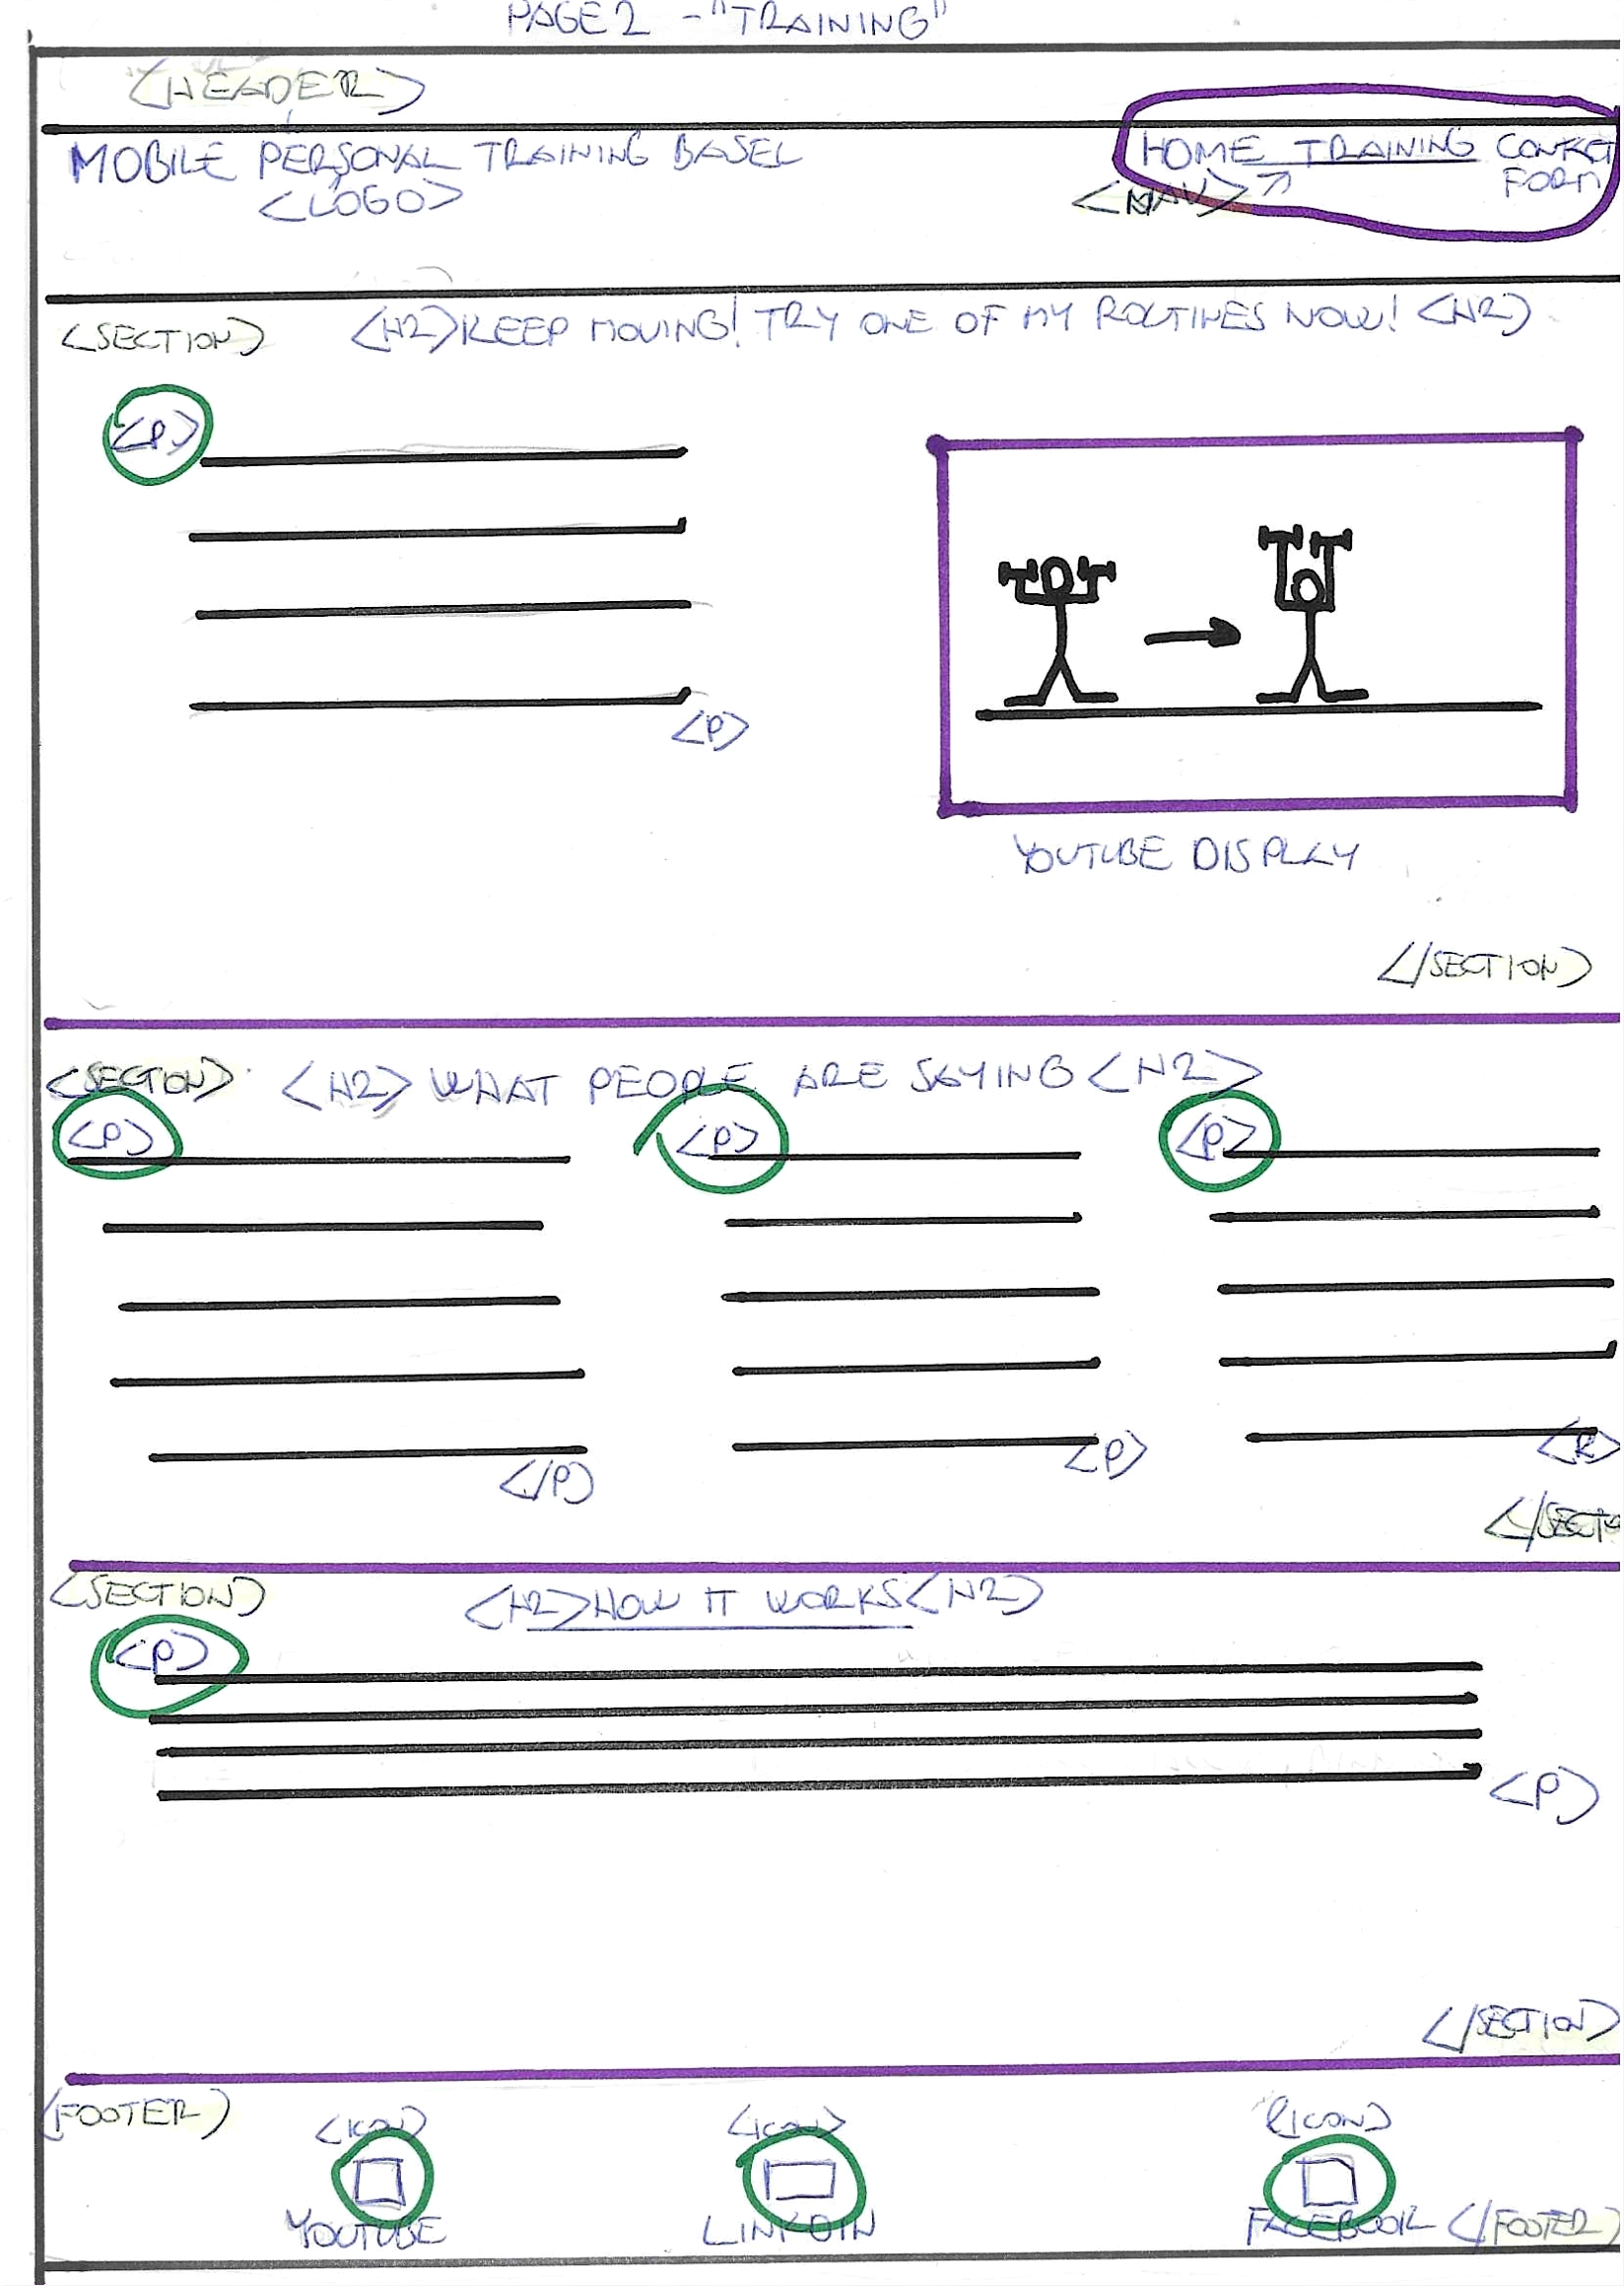 PAGE 2 - "TRAINING"
<HEADER>
MOBILE PERSONAL TRAINING BASEL
<LOGO>
HOME TRAINING CONTACT
FORM
<NAV>
<SECTION> <H2>KEEP MOVING! TRY ONE OF MY ROUTINES NOW! <H2>
<P>
<P>
YOUTUBE DISPLAY
</SECTION>
<SECTION> <H2> WHAT PEOPLE ARE SAYING <H2>
<P> <P> <P>
</P> <P>
</SECTIO
<SECTION> <H2>HOW IT WORKS<H2>
<P>
<P>
</SECTION>
<FOOTER> <ICON> <ICON> <ICON>
YOUTUBE LINKDIN FACEBOOK </FOOTER>